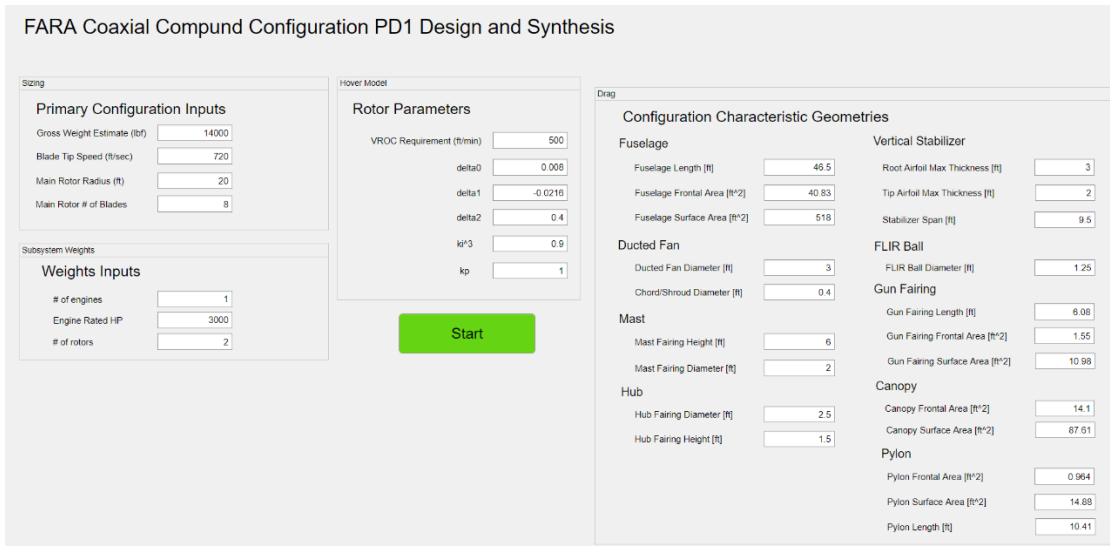 FARA Coaxial Compund Configuration PD1 Design and Synthesis
Sizing
Primary Configuration Inputs
Gross Weight Estimate (lbf) 14000
Blade Tip Speed (ft/sec) 720
Main Rotor Radius (ft) 20
Main Rotor # of Blades 8
Subsystem Weights
Weights Inputs
# of engines 1
Engine Rated HP 3000
# of rotors 2
Hover Model
Rotor Parameters
VROC Requirement (ft/min) 500
delta0 0.008
delta1 -0.0216
delta2 0.4
ki^3 0.9
kp 1
Start
Drag
Configuration Characteristic Geometries
Fuselage
Fuselage Length [ft] 46.5
Fuselage Frontal Area [ft^2] 40.83
Fuselage Surface Area [ft^2] 518
Ducted Fan
Ducted Fan Diameter [ft] 3
Chord/Shroud Diameter [ft] 0.4
Mast
Mast Fairing Height [ft] 6
Mast Fairing Diameter [ft] 2
Hub
Hub Fairing Diameter [ft] 2.5
Hub Fairing Height [ft] 1.5
Vertical Stabilizer
Root Airfoil Max Thickness [ft] 3
Tip Airfoil Max Thickness [ft] 2
Stabilizer Span [ft] 9.5
FLIR Ball
FLIR Ball Diameter [ft] 1.25
Gun Fairing
Gun Fairing Length [ft] 6.08
Gun Fairing Frontal Area [ft^2] 1.55
Gun Fairing Surface Area [ft^2] 10.98
Canopy
Canopy Frontal Area [ft^2] 14.1
Canopy Surface Area [ft^2] 87.61
Pylon
Pylon Frontal Area [ft^2] 0.964
Pylon Surface Area [ft^2] 14.88
Pylon Length [ft] 10.41